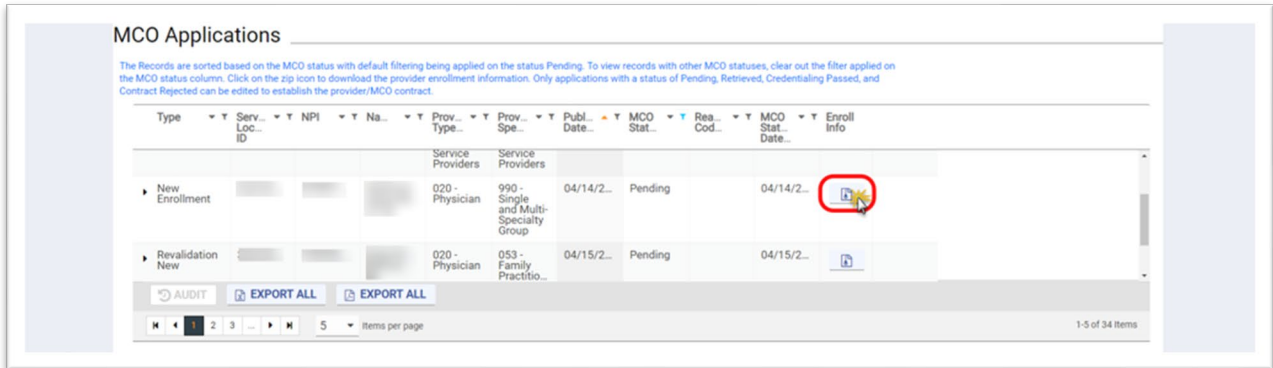 MCO Applications
The Records are sorted based on the MCO status with default filtering being applied on the status Pending. To view records with other MCO statuses, clear out the filter applied on
the MCO status column. Click on the zip icon to download the provider enrollment information. Only applications with a status of Pending, Retrieved, Credentialing Passed, and
Contract Rejected can be edited to establish the provider/MCO contract.
Type Serv... NPI Na... Prov... Prov... Publ... MCO Rea... MCO Enroll
Loc... Type... Spe... Date... Stat... Cod... Stat... Info
ID Date...
Service Service
Providers Providers
New 020 - 990 - 04/14/2... Pending 04/14/2...
Enrollment Physician Single
and Multi-
Specialty
Group
Revalidation 020 - 053 - 04/15/2... Pending 04/15/2...
New Physician Family
Practitio...
AUDIT EXPORT ALL EXPORT ALL
1 2 3 ... 5 Items per page 1-5 of 34 Items